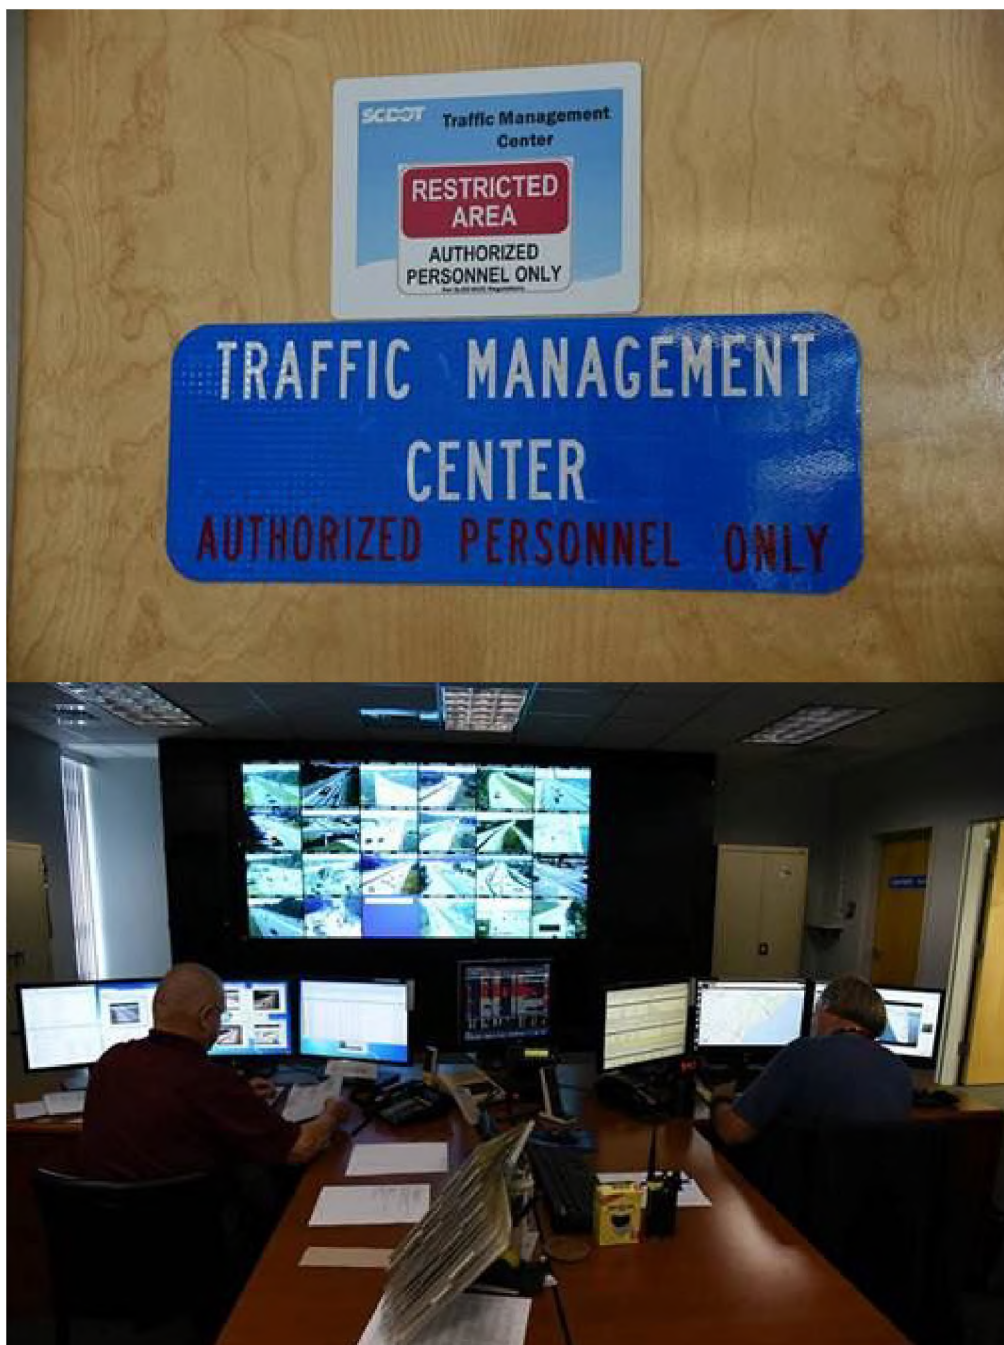 SCDOT
Traffic Management
Center
RESTRICTED
AREA
AUTHORIZED
PERSONNEL ONLY
TRAFFIC MANAGEMENT
CENTER
AUTHORIZED PERSONNEL ONLY